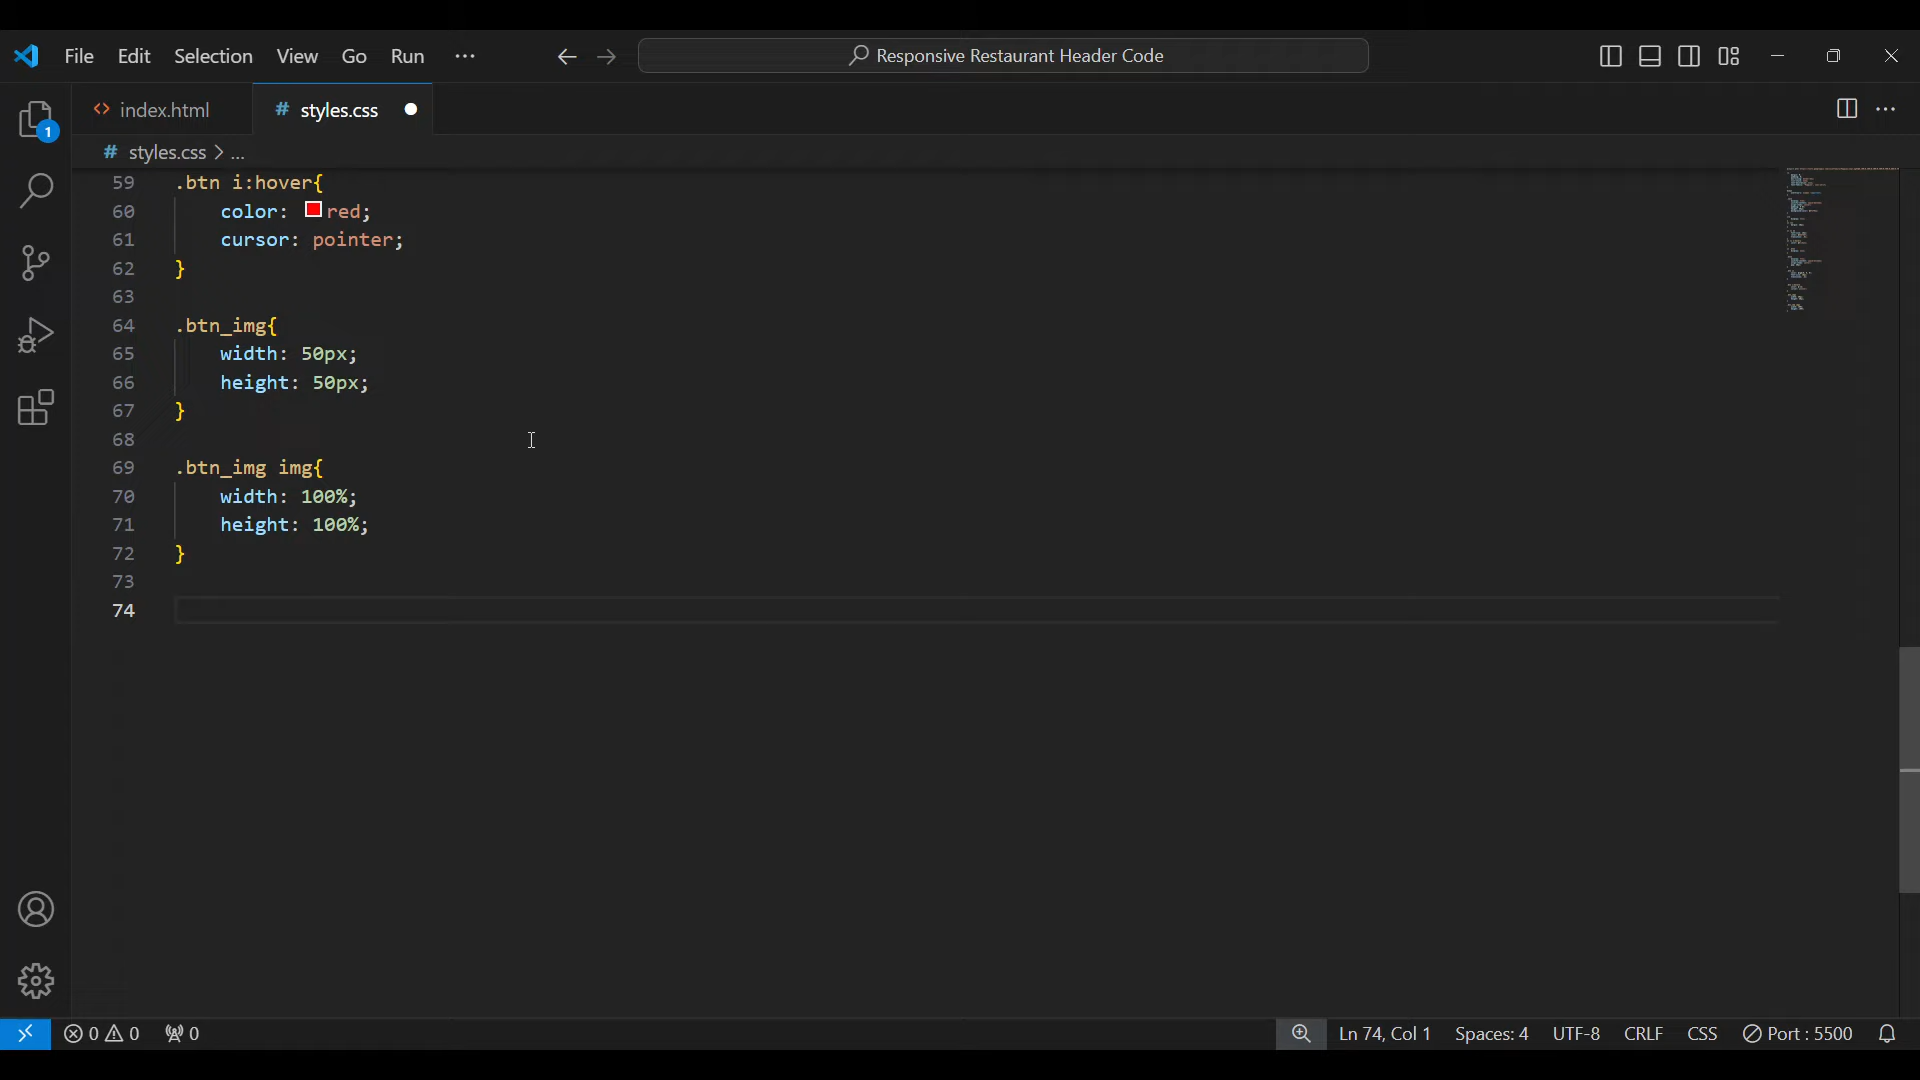 File Edit Selection View Go Run ··· Responsive Restaurant Header Code
index.html # styles.css
# styles.css > ...
59 .btn i:hover{
60 color: red;
61 cursor: pointer;
62 }
63
64 .btn_img{
65 width: 50px;
66 height: 50px;
67 }
68
69 .btn_img img{
70 width: 100%;
71 height: 100%;
72 }
73
74
1
0 0 0 Ln 74, Col 1 Spaces: 4 UTF-8 CRLF CSS Port : 5500